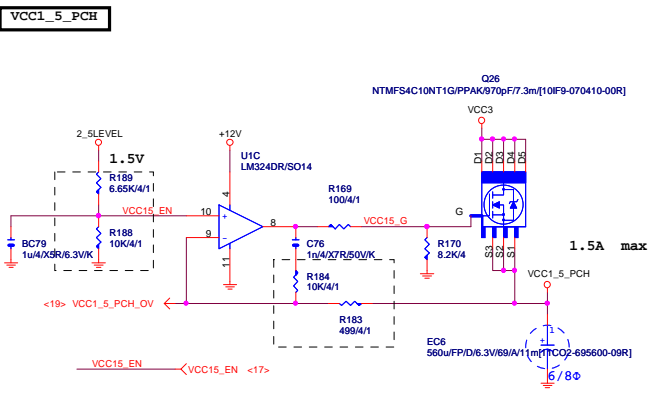 VCC1_5_PCH
Q26
NTMFS4C10NT1G/PPAK/970pF/7.3m/[10IF9-070410-00R]
VCC3
2_5LEVEL
+12V
1.5V
U1C
LM324DR/SO14
D1
D2
D3
D4
D5
R189
6.65K/4/1
4
R169
100/4/1
VCC15_EN
10
+
8
VCC15_G
G
9
-
R188
10K/4/1
BC79
1u/4/X5R/6.3V/K
11
C76
1n/4/X7R/50V/K
R170
8.2K/4
S3
S2
S1
1.5A max
R184
10K/4/1
VCC1_5_PCH
<19> VCC1_5_PCH_OV
R183
499/4/1
1
+
EC6
560u/FP/D/6.3V/69/A/11m
VCC15_EN
VCC15_EN <17>
6/8Φ